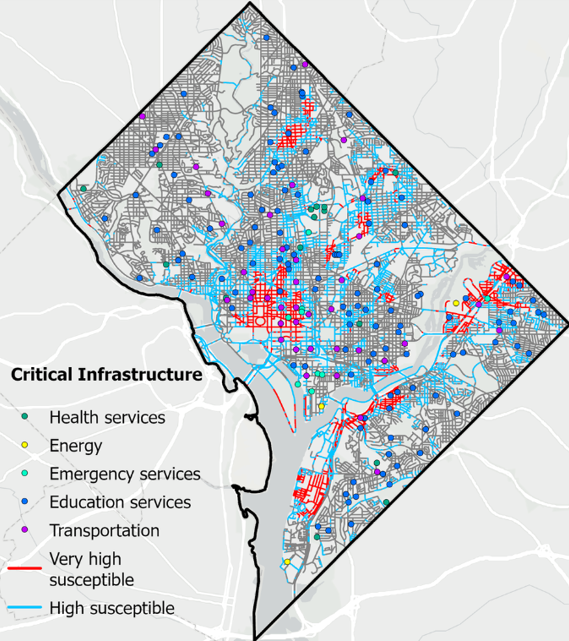 Critical Infrastructure
Health services
Energy
Emergency services
Education services
Transportation
Very high
susceptible
High susceptible